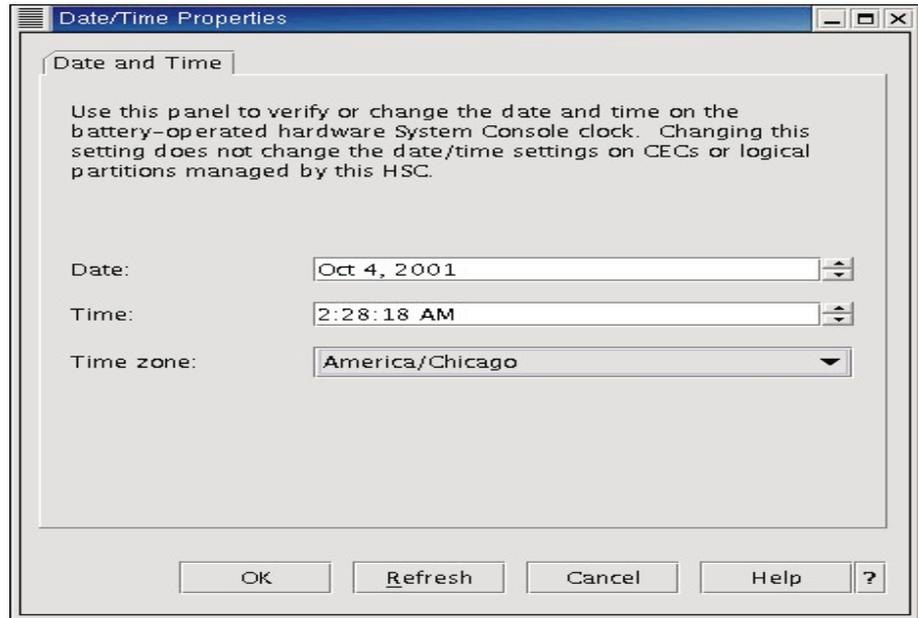 Date/Time Properties
Date and Time
Use this panel to verify or change the date and time on the
battery-operated hardware System Console clock. Changing this
setting does not change the date/time settings on CECs or logical
partitions managed by this HSC.
Date: Oct 4, 2001
Time: 2:28:18 AM
Time zone: America/Chicago
OK Refresh Cancel Help ?